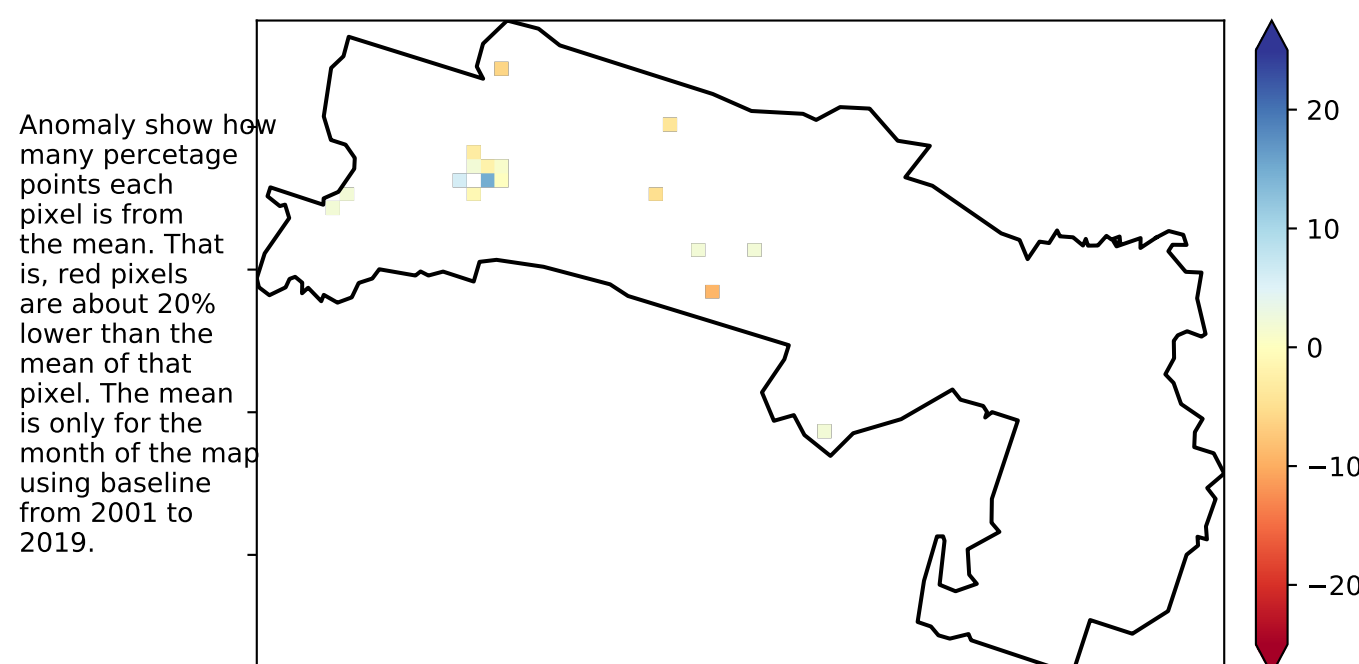 Anomaly show how
many percetage
points each
pixel is from
the mean. That
is, red pixels
are about 20%
lower than the
mean of that
pixel. The mean
is only for the
month of the map
using baseline
from 2001 to
2019.
20
10
0
−10
−20